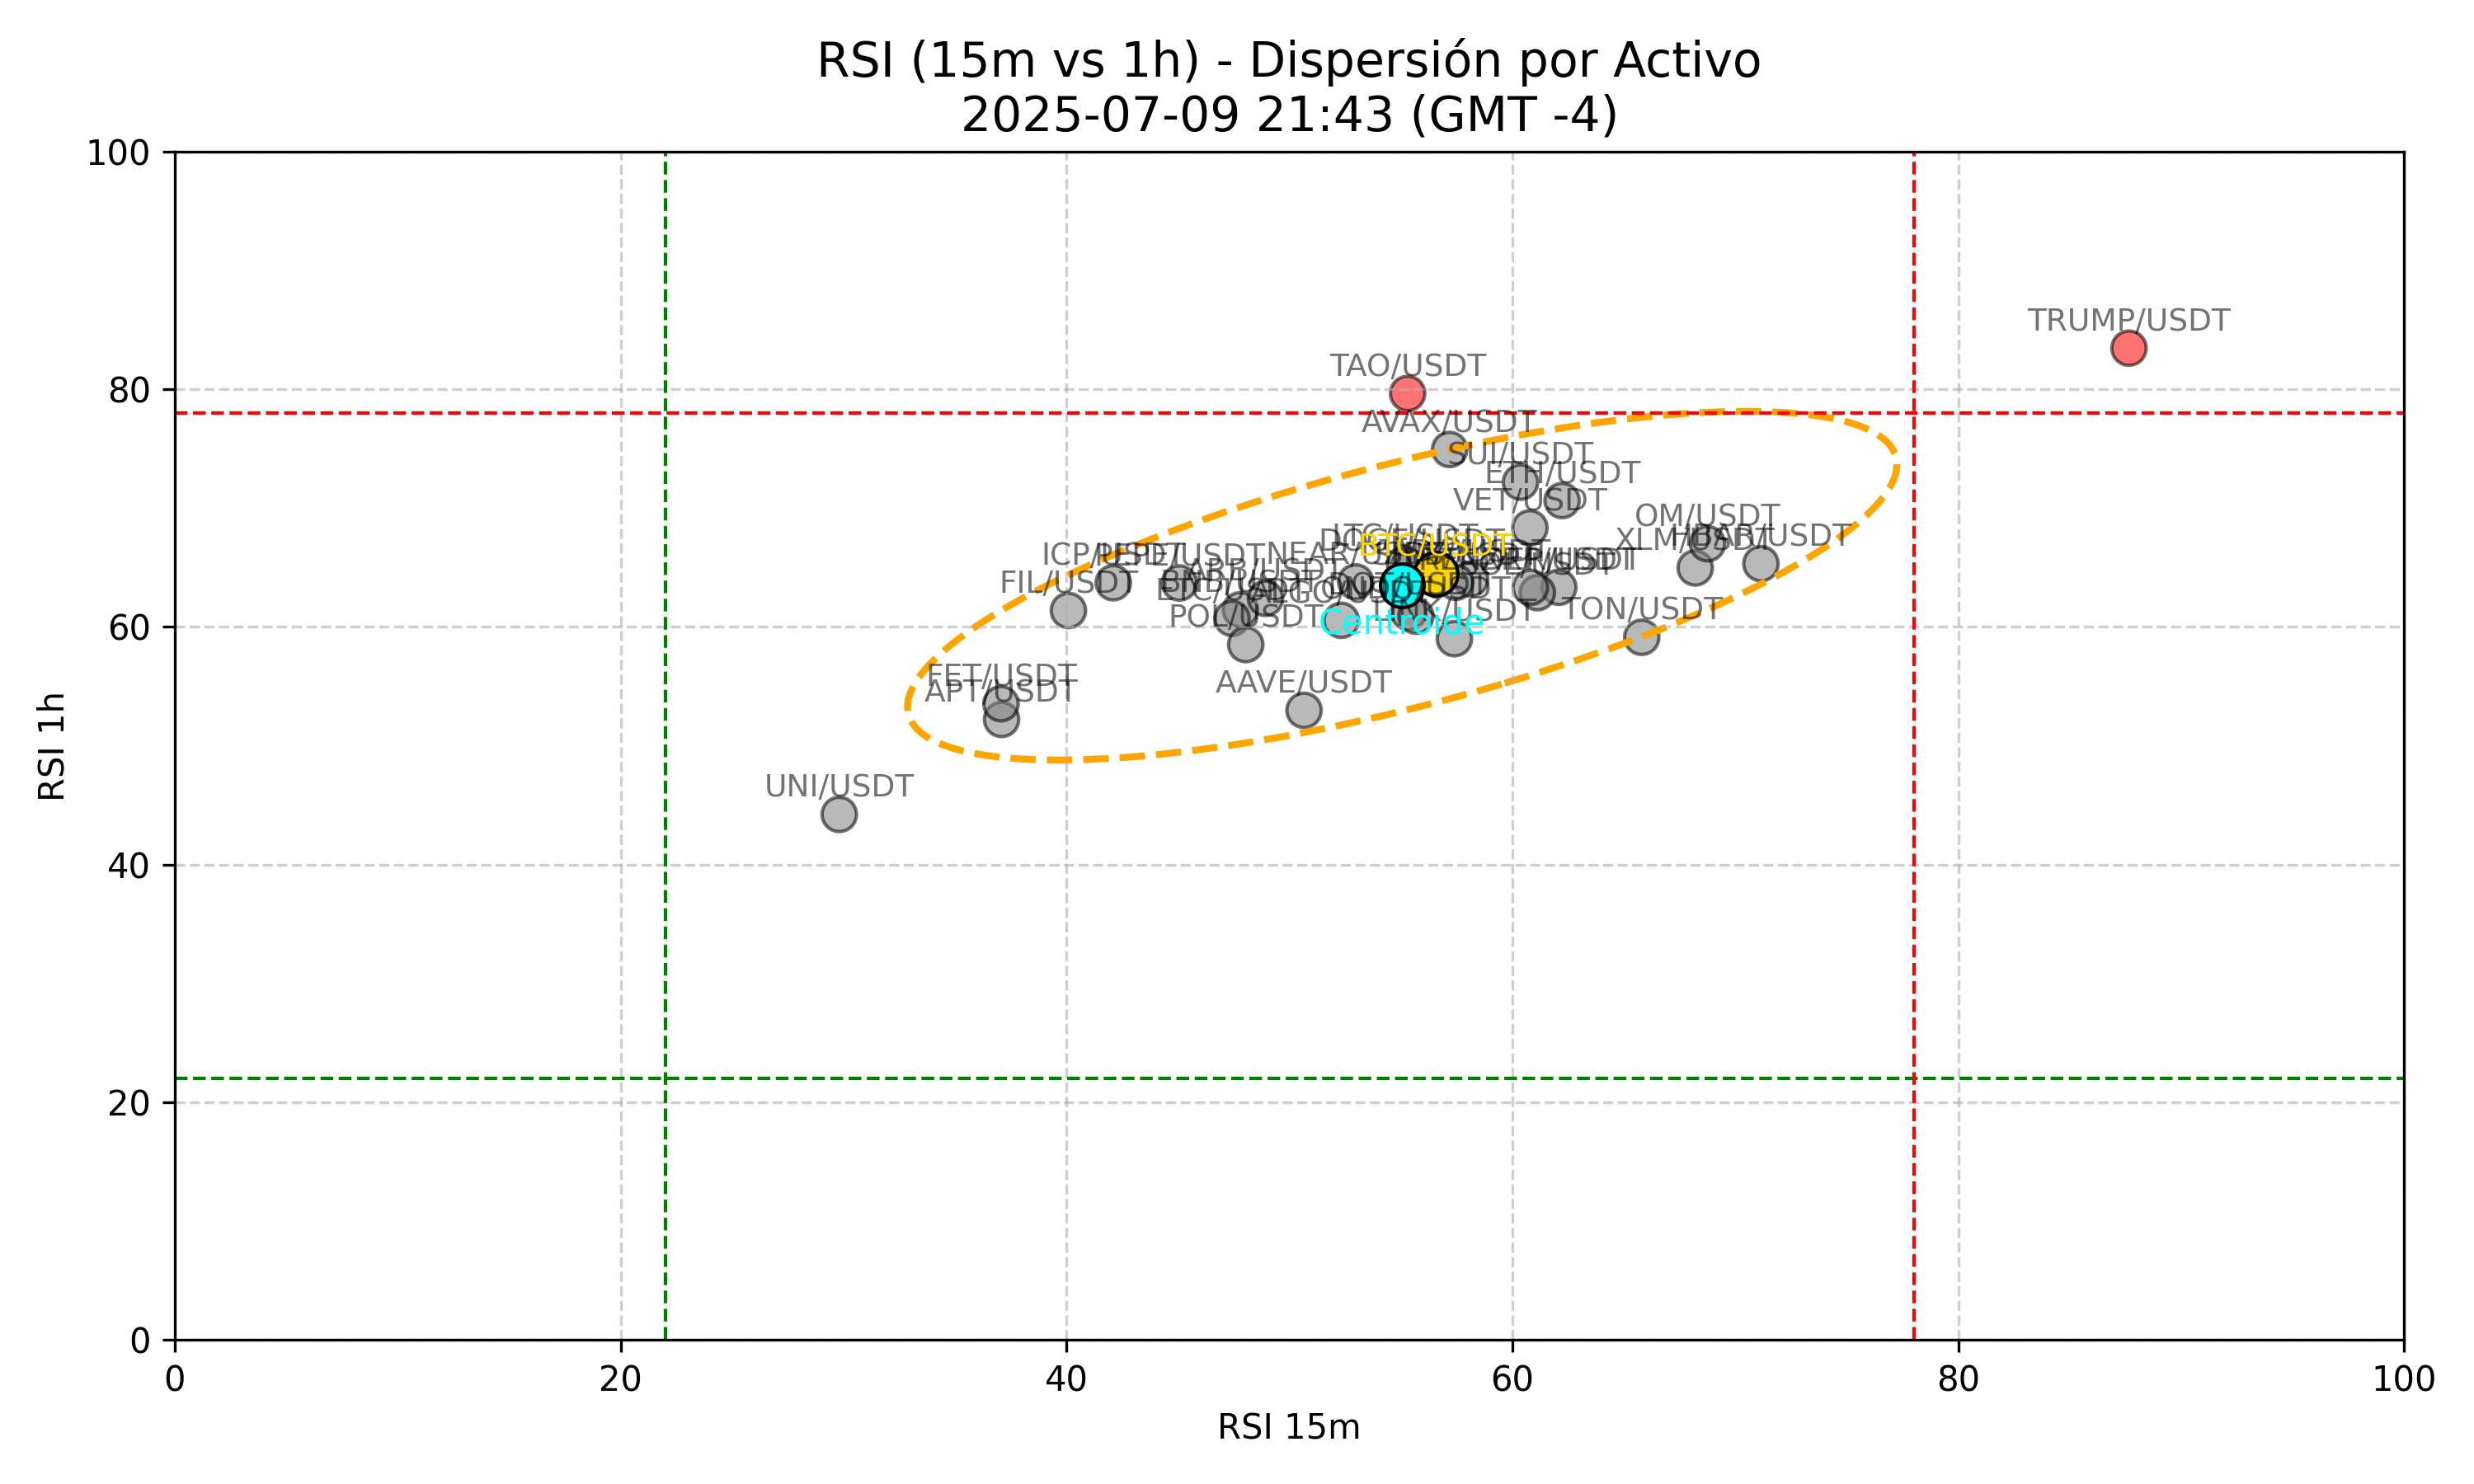 RSI (15m vs 1h) - Dispersión por Activo
2025-07-09 21:43 (GMT -4)
100
80
60
40
20
0
RSI 1h
TRUMP/USDT
TAO/USDT
AVAX/USDT
SUI/USDT
ETH/USDT
VET/USDT
OM/USDT
XLM/USDT
HBAR/USDT
LTC/USDT
BTC/USDT
ICP/USDT
PEPE/USDT
FIL/USDT
ARB/USDT
POL/USDT
TON/USDT
Centroide
FET/USDT
APT/USDT
AAVE/USDT
UNI/USDT
0
20
40
60
80
100
RSI 15m